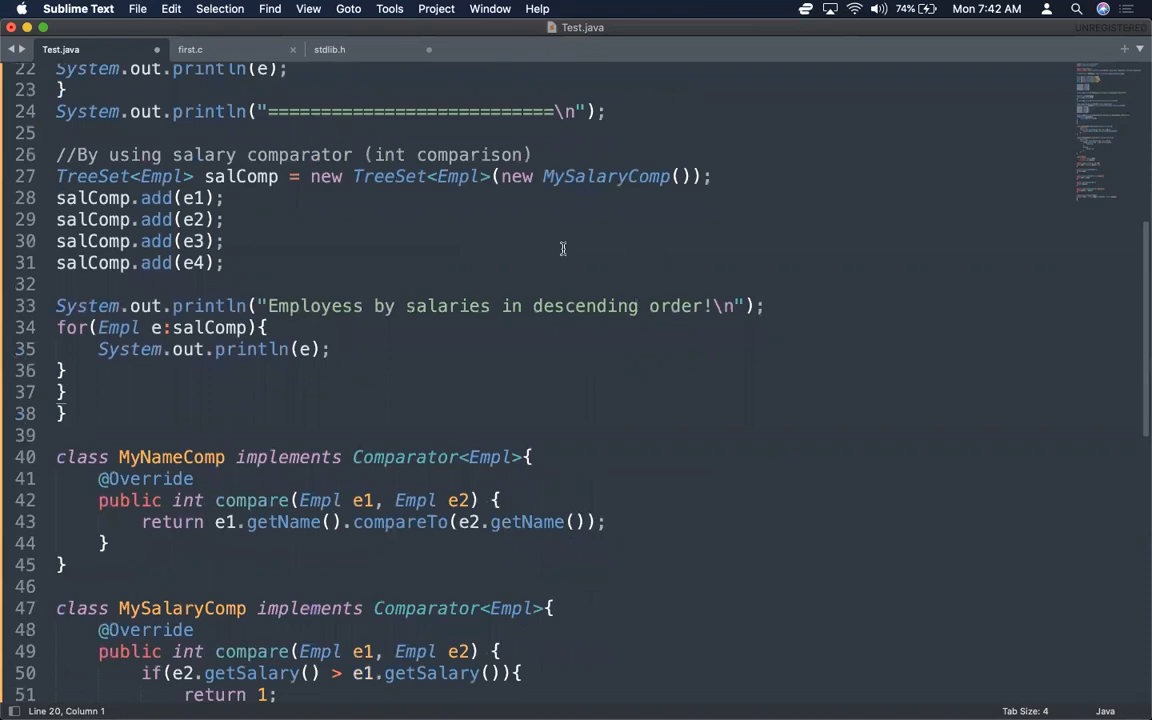 Sublime Text File Edit Selection Find View Goto Tools Project Window Help 74% Mon 7:42 AM
Test.java UNREGISTERED
Test.java first.c stdlib.h
22 System.out.println(e);
23 }
24 System.out.println("===========================\n");
25
26 //By using salary comparator (int comparison)
27 TreeSet<Empl> salComp = new TreeSet<Empl>(new MySalaryComp());
28 salComp.add(e1);
29 salComp.add(e2);
30 salComp.add(e3);
31 salComp.add(e4);
32
33 System.out.println("Employess by salaries in descending order!\n");
34 for(Empl e:salComp){
35 System.out.println(e);
36 }
37 }
38 }
39
40 class MyNameComp implements Comparator<Empl>{
41 @Override
42 public int compare(Empl e1, Empl e2) {
43 return e1.getName().compareTo(e2.getName());
44 }
45 }
46
47 class MySalaryComp implements Comparator<Empl>{
48 @Override
49 public int compare(Empl e1, Empl e2) {
50 if(e2.getSalary() > e1.getSalary()){
51 return 1;
Line 20, Column 1 Tab Size: 4 Java